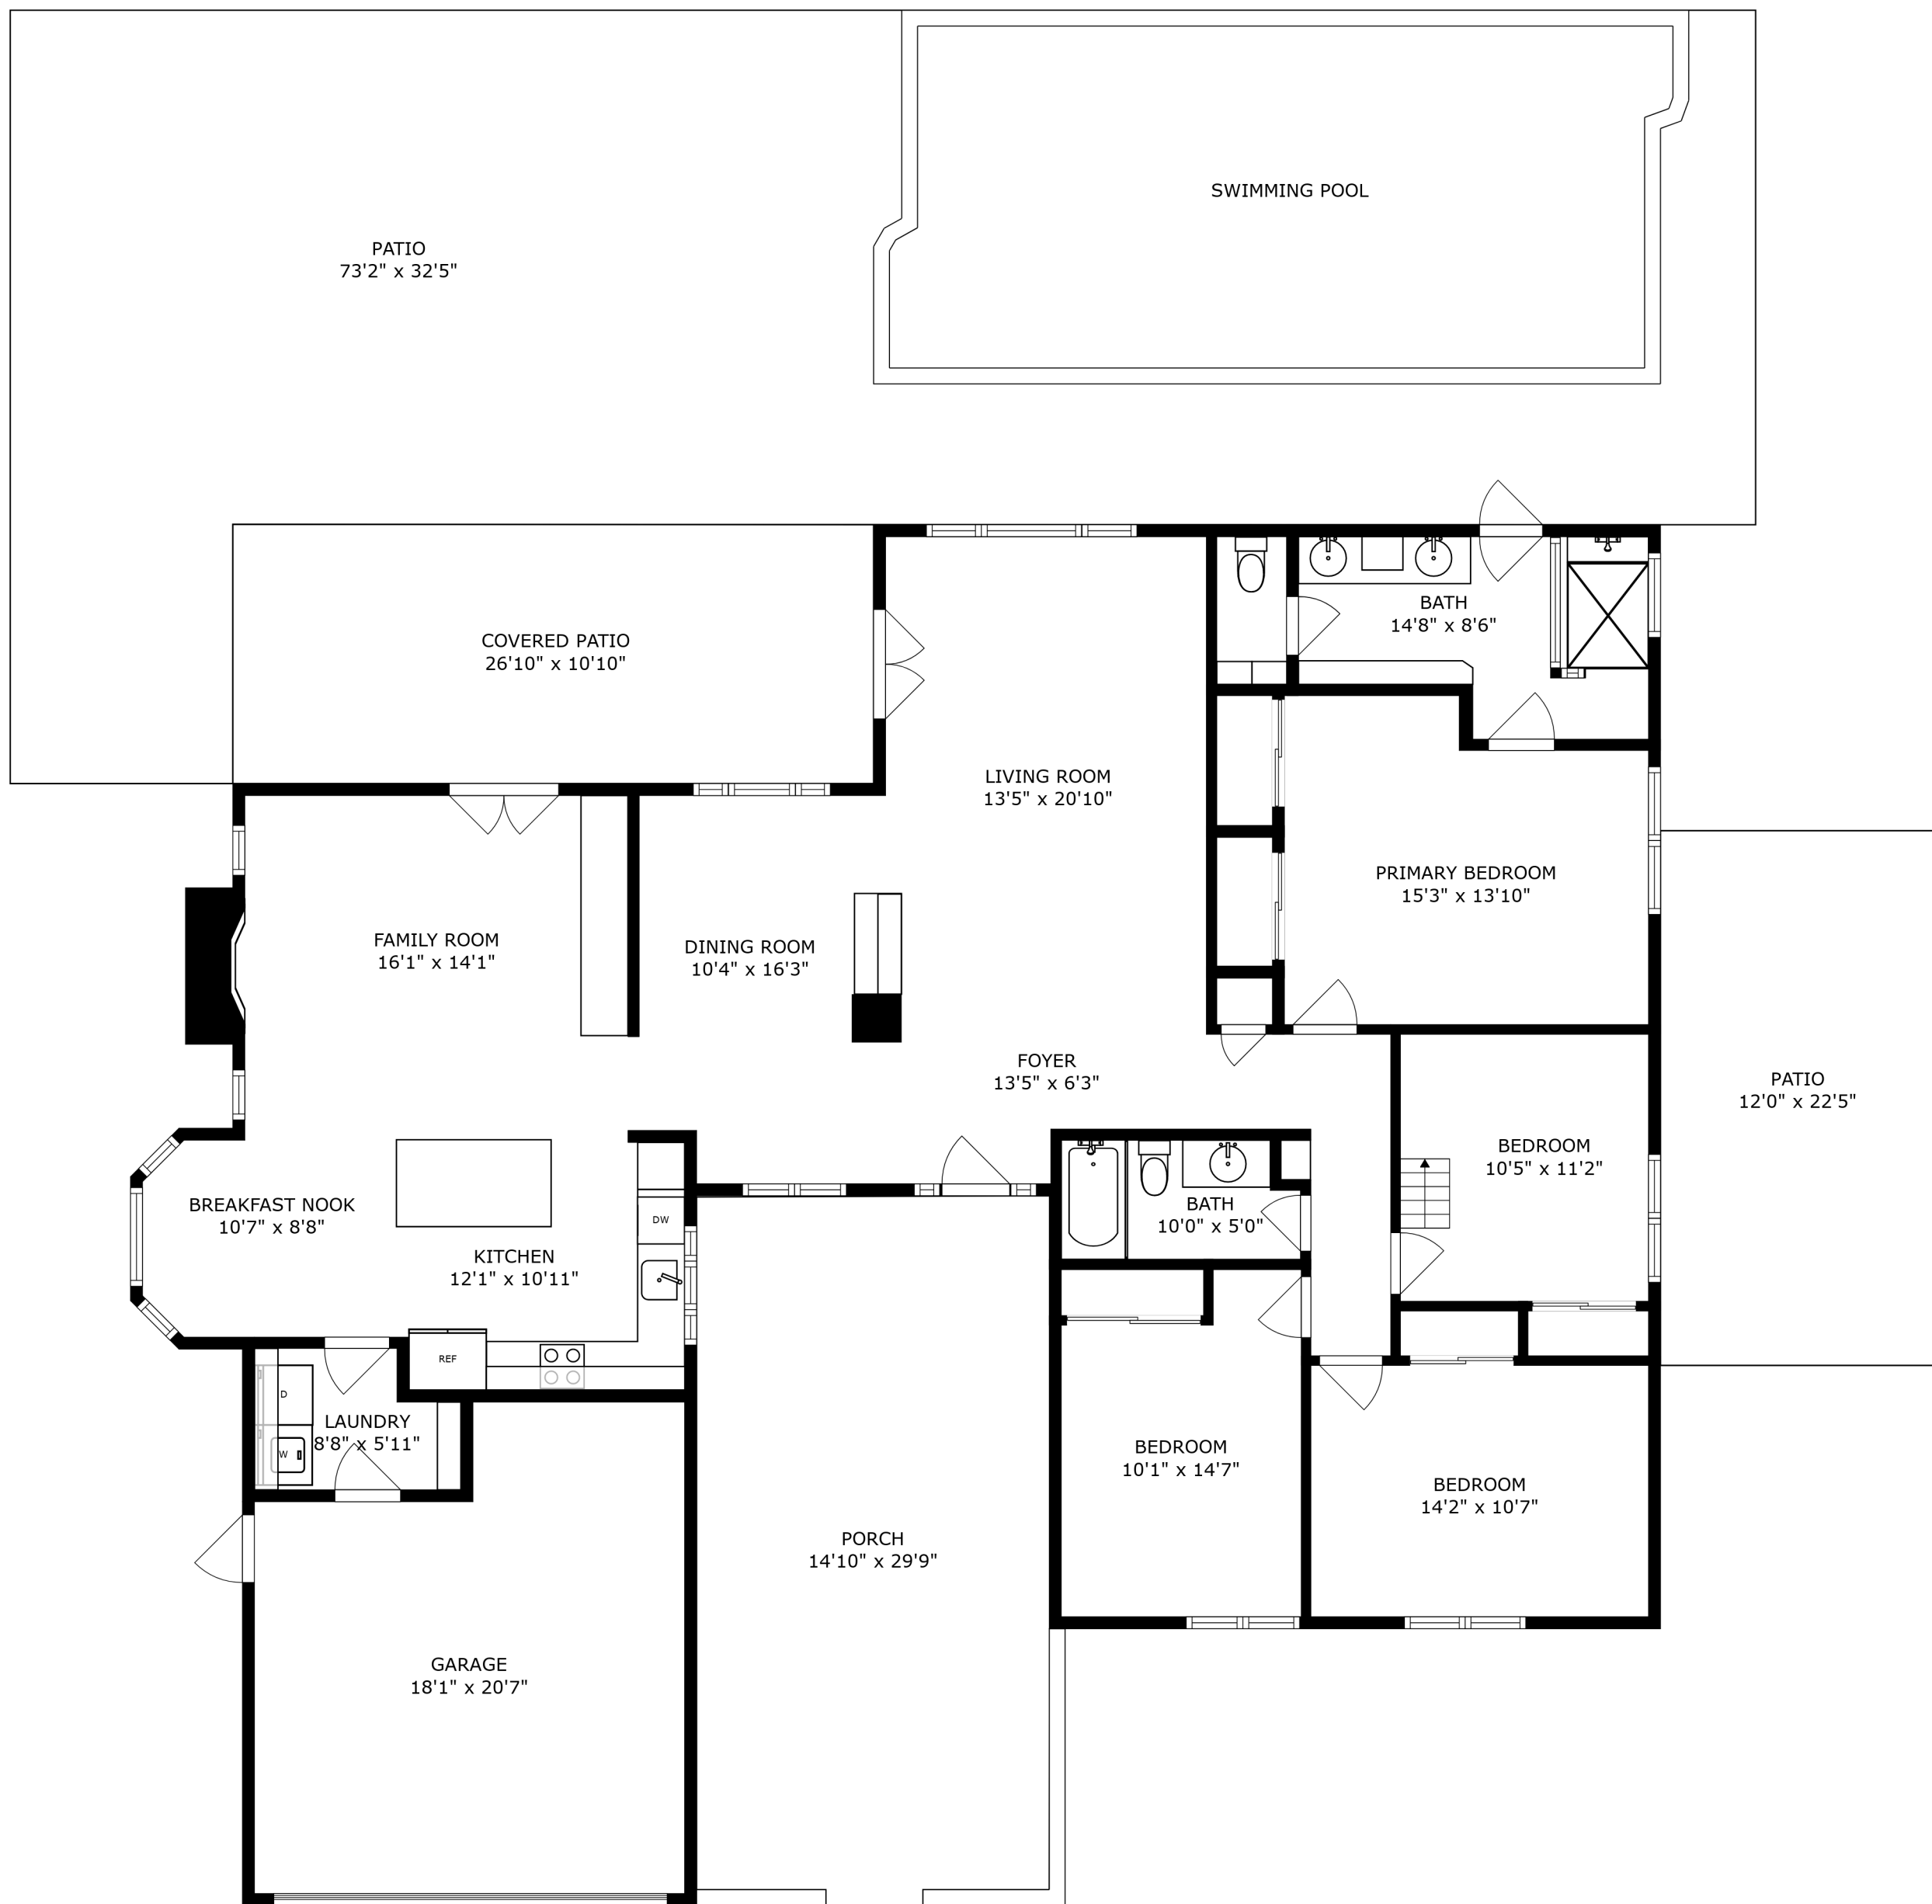 SWIMMING POOL
PATIO
73'2" x 32'5"
COVERED PATIO
26'10" x 10'10"
BATH
14'8" x 8'6"
LIVING ROOM
13'5" x 20'10"
PRIMARY BEDROOM
15'3" x 13'10"
FAMILY ROOM
16'1" x 14'1"
DINING ROOM
10'4" x 16'3"
FOYER
13'5" x 6'3"
PATIO
12'0" x 22'5"
BEDROOM
10'5" x 11'2"
BREAKFAST NOOK
10'7" x 8'8"
BATH
10'0" x 5'0"
DW
KITCHEN
12'1" x 10'11"
REF
D
LAUNDRY
8'8" x 5'11"
W
BEDROOM
10'1" x 14'7"
BEDROOM
14'2" x 10'7"
PORCH
14'10" x 29'9"
GARAGE
18'1" x 20'7"